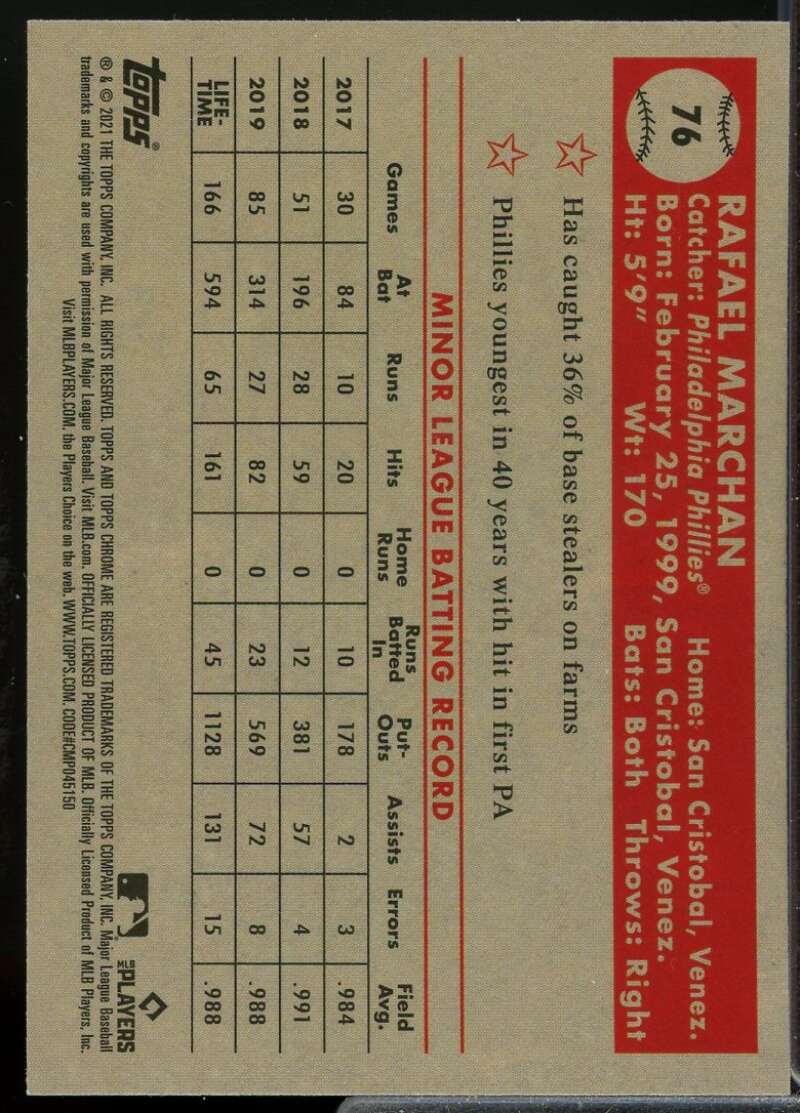 76
RAFAEL MARCHAN
Catcher: Philadelphia Phillies® Home: San Cristobal, Venez.
Born: February 25, 1999, San Cristobal, Venez.
Ht: 5'9" Wt: 170 Bats: Both Throws: Right
Has caught 36% of base stealers on farms
Phillies youngest in 40 years with hit in first PA
MINOR LEAGUE BATTING RECORD
Games At Bat Runs Hits Home Runs Runs Batted In Put-Outs Assists Errors Field Avg.
2017 30 84 10 20 0 10 178 2 3 .984
2018 51 196 28 59 0 12 381 57 4 .991
2019 85 314 27 82 0 23 569 72 8 .988
LIFE-TIME 166 594 65 161 0 45 1128 131 15 .988
topps®
MLB PLAYERS
® & © 2021 THE TOPPS COMPANY, INC. ALL RIGHTS RESERVED. TOPPS AND TOPPS CHROME ARE REGISTERED TRADEMARKS OF THE TOPPS COMPANY, INC. Major League Baseball
trademarks and copyrights are used with permission of Major League Baseball. Visit MLB.com. OFFICIALLY LICENSED PRODUCT OF MLB. Officially Licensed Product of MLB Players, Inc.
Visit MLBPLAYERS.COM, the Players Choice on the web. WWW.TOPPS.COM. CODE#CMP045150